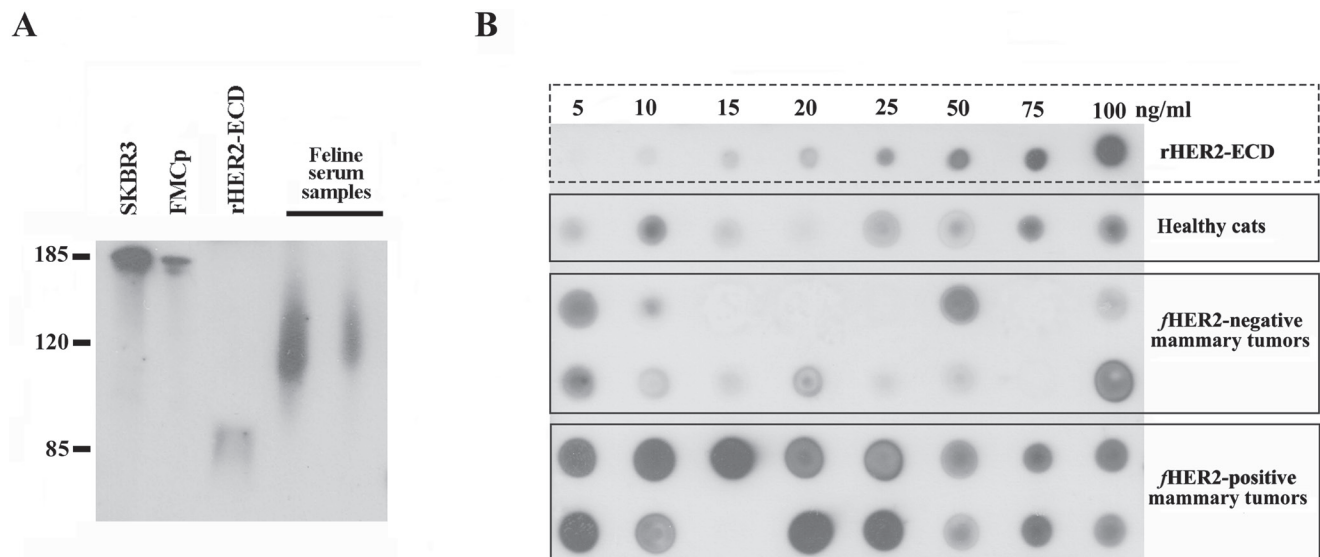 A
B
SKBR3
FMCp
rHER2-ECD
Feline
serum
samples
185
120
85
5 10 15 20 25 50 75 100 ng/ml
rHER2-ECD
Healthy cats
fHER2-negative
mammary tumors
fHER2-positive
mammary tumors